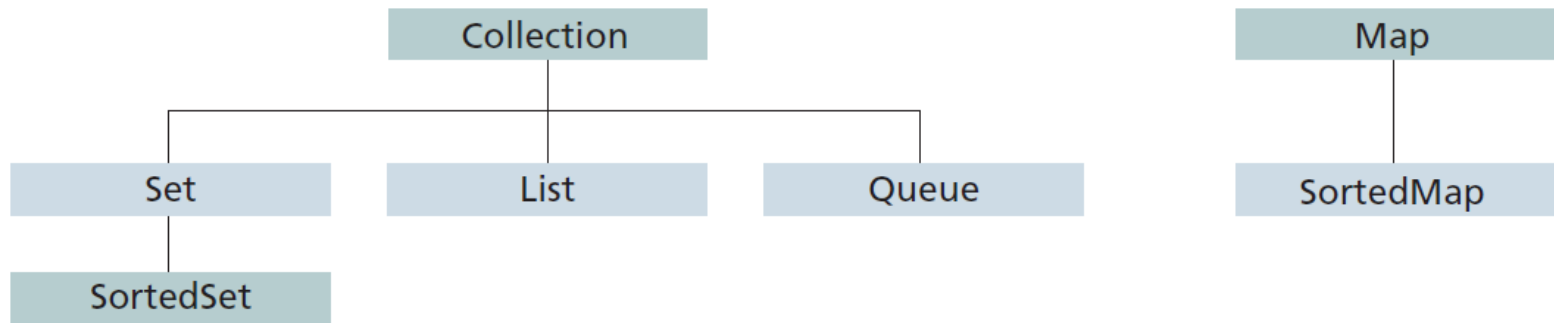 Collection
Map
Set
List
Queue
SortedMap
SortedSet